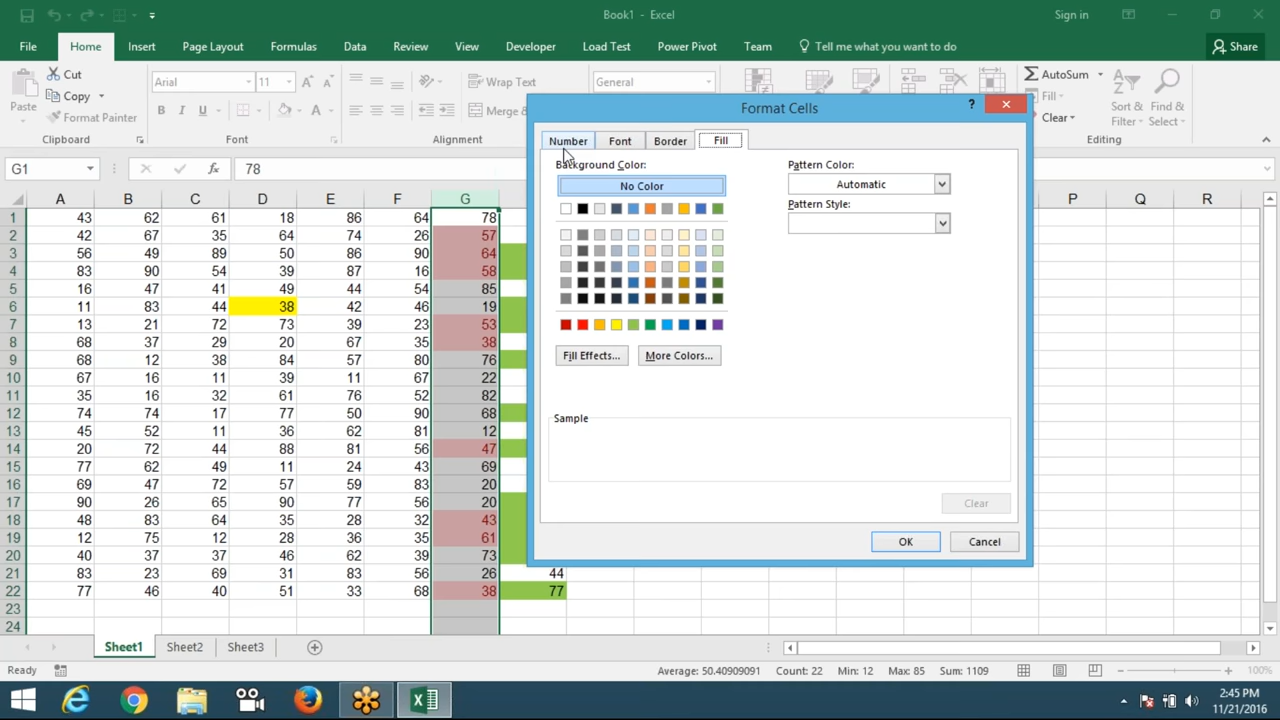 Book1 - Excel
Sign in
File Home Insert Page Layout Formulas Data Review View Developer Load Test Power Pivot Team Tell me what you want to do Share
Paste
Cut
Copy
Format Painter
Clipboard
Arial 11
B I U
Font
Wrap Text
Merge &
Alignment
General
AutoSum
Fill
Clear
Sort &
Filter
Find &
Select
Editing
G1 fx 78
Format Cells
?
Number Font Border Fill
Background Color:
No Color
Fill Effects... More Colors...
Pattern Color:
Automatic
Pattern Style:
Sample
Clear
OK Cancel
A B C D E F G P Q R
1 43 62 61 18 86 64 78
2 42 67 35 64 74 26 57
3 56 49 89 50 86 90 64
4 83 90 54 39 87 16 58
5 16 47 41 49 44 54 85
6 11 83 44 38 42 46 19
7 13 21 72 73 39 23 53
8 68 37 29 20 67 35 38
9 68 12 38 84 57 80 76
10 67 16 11 39 11 67 22
11 35 16 32 61 76 52 82
12 74 74 17 77 50 90 68
13 45 52 11 36 62 81 12
14 20 72 44 88 81 56 47
15 77 62 49 11 24 43 69
16 69 47 72 57 59 83 20
17 90 26 65 90 77 56 20
18 48 83 64 35 28 32 43
19 12 75 12 28 36 35 61
20 40 37 37 46 62 39 73
21 83 23 69 31 83 56 26 44
22 77 46 40 51 33 68 38 77
23
24
Sheet1 Sheet2 Sheet3
Ready Average: 50.40909091 Count: 22 Min: 12 Max: 85 Sum: 1109 100%
2:45 PM
11/21/2016